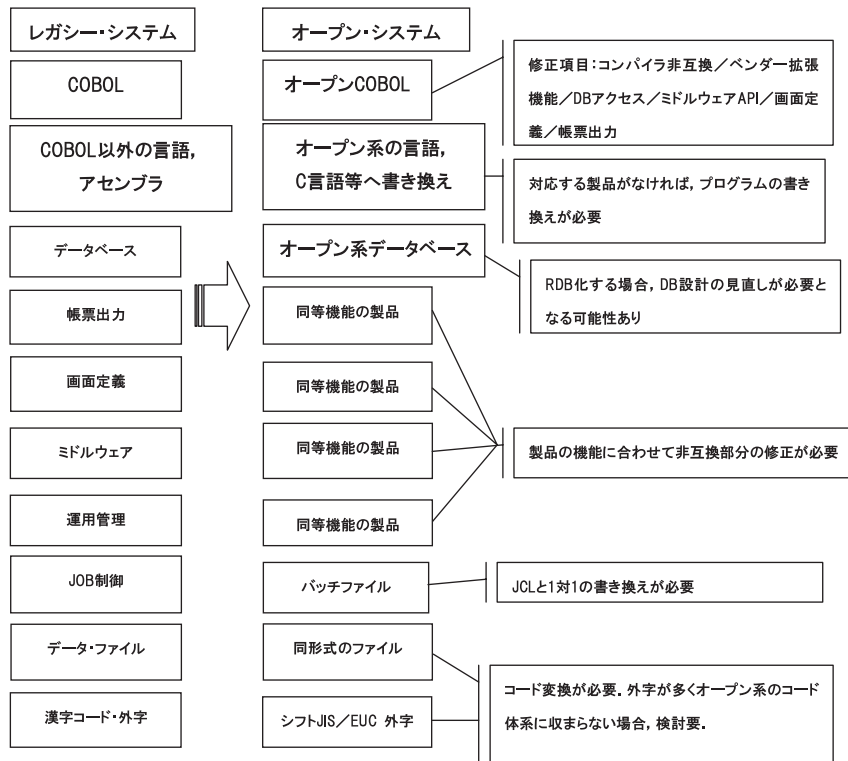 レガシー・システム
オープン・システム
COBOL
オープンCOBOL
修正項目:コンパイラ非互換/ベンダー拡張
機能/DBアクセス/ミドルウェアAPI/画面定
義/帳票出力
COBOL以外の言語,
アセンブラ
オープン系の言語,
C言語等へ書き換え
対応する製品がなければ, プログラムの書き
換えが必要
データベース
オープン系データベース
RDB化する場合, DB設計の見直しが必要と
なる可能性あり
帳票出力
同等機能の製品
画面定義
同等機能の製品
ミドルウェア
同等機能の製品
製品の機能に合わせて非互換部分の修正が必要
運用管理
同等機能の製品
JOB制御
バッチファイル
JCLと1対1の書き換えが必要
データ・ファイル
同形式のファイル
コード変換が必要. 外字が多くオープン系のコード
体系に収まらない場合, 検討要.
漢字コード・外字
シフトJIS/EUC 外字